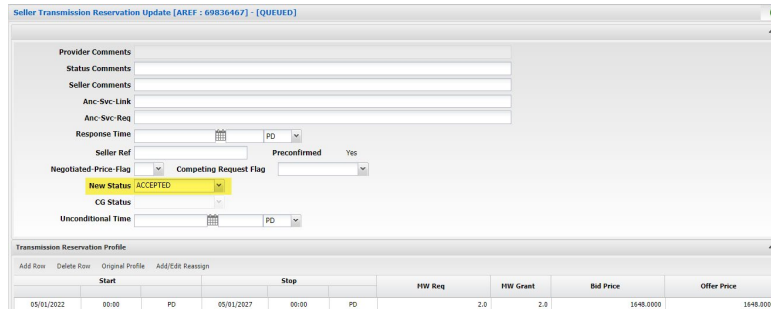 Seller Transmission Reservation Update [AREF : 69836467] - [QUEUED]
Provider Comments
Status Comments
Seller Comments
Anc-Svc-Link
Anc-Svc-Req
Response Time PD
Seller Ref Preconfirmed Yes
Negotiated-Price-Flag Competing Request Flag
New Status ACCEPTED
CG Status
Unconditional Time PD
Transmission Reservation Profile
Add Row Delete Row Original Profile Add/Edit Reassign
Start Stop MW Req MW Grant Bid Price Offer Price
05/01/2022 00:00 PD 05/01/2027 00:00 PD 2.0 2.0 1648.0000 1648.000